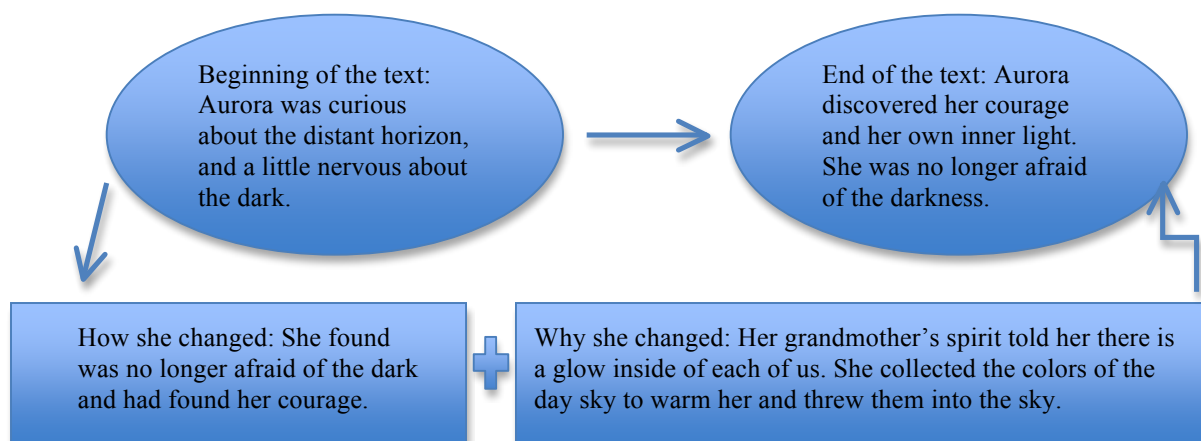 Beginning of the text:
Aurora was curious
about the distant horizon,
and a little nervous about
the dark.
End of the text: Aurora
discovered her courage
and her own inner light.
She was no longer afraid
of the darkness.
How she changed: She found
was no longer afraid of the dark
and had found her courage.
Why she changed: Her grandmother’s spirit told her there is
a glow inside of each of us. She collected the colors of the
day sky to warm her and threw them into the sky.